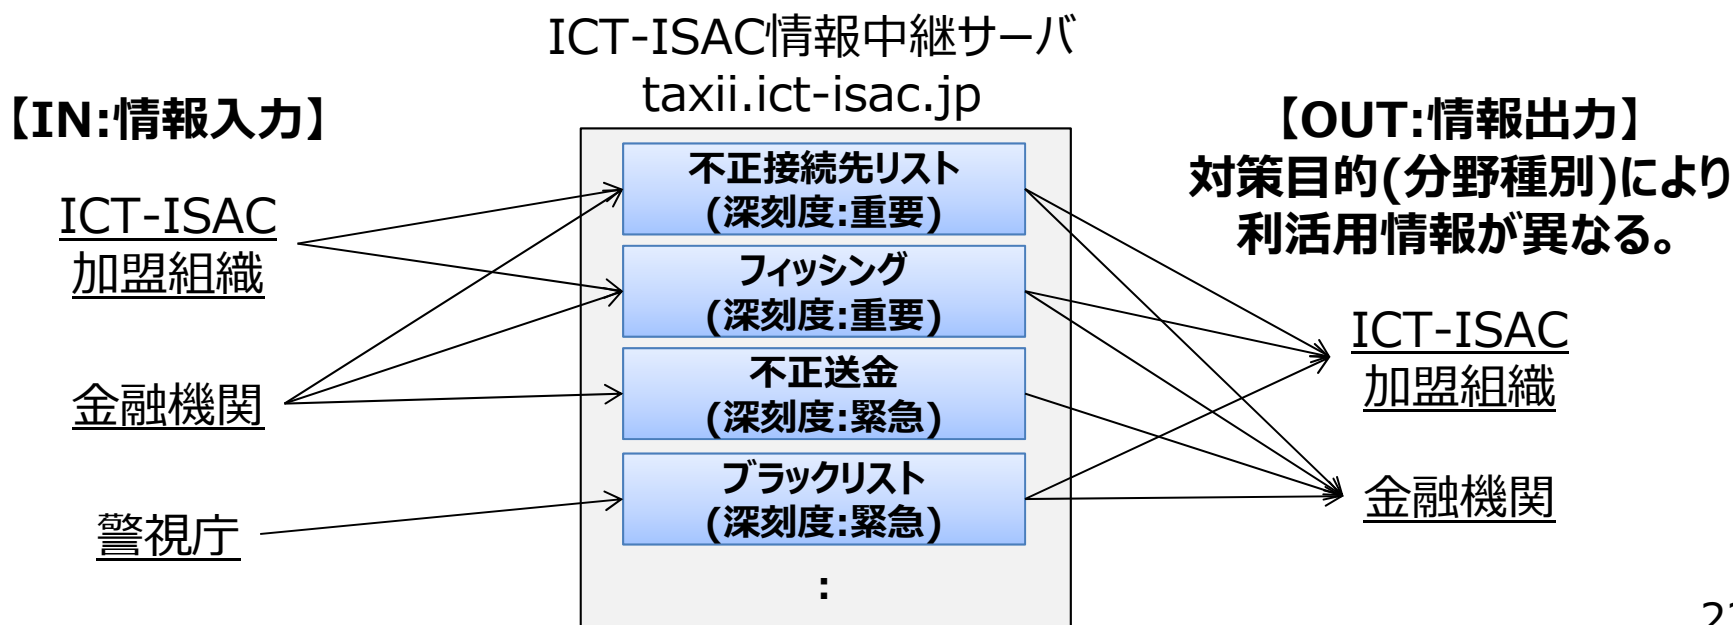 ICT-ISAC情報中継サーバ
taxii.ict-isac.jp
【IN:情報入力】
ICT-ISAC
加盟組織
金融機関
警視庁
不正接続先リスト
(深刻度:重要)
フィッシング
(深刻度:重要)
不正送金
(深刻度:緊急)
ブラックリスト
(深刻度:緊急)
:
【OUT:情報出力】
対策目的(分野種別)により
利活用情報が異なる。
ICT-ISAC
加盟組織
金融機関